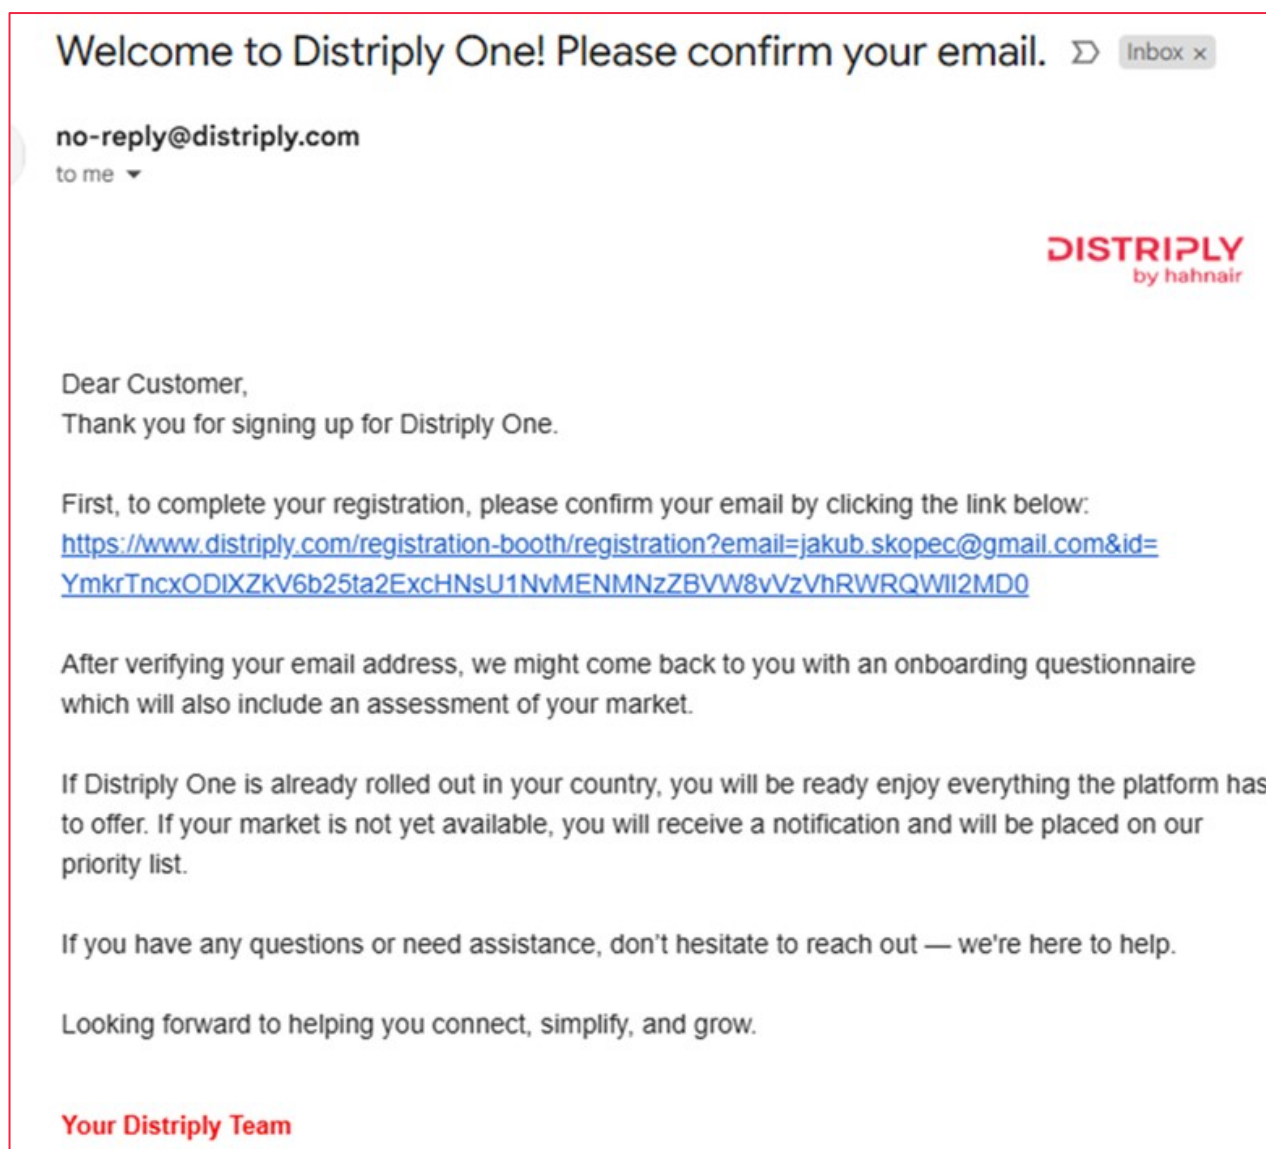 Welcome to Distriply One! Please confirm your email. Inbox ×
no-reply@distriply.com
to me
DISTRIPLY
by hahnair
Dear Customer,
Thank you for signing up for Distriply One.
First, to complete your registration, please confirm your email by clicking the link below:
https://www.distriply.com/registration-booth/registration?email=jakub.skopec@gmail.com&id=
YmkrTncxODlXZkV6b25ta2ExcHNsU1NvMENMNzZBVW8vVzVhRWRQWlI2MD0
After verifying your email address, we might come back to you with an onboarding questionnaire
which will also include an assessment of your market.
If Distriply One is already rolled out in your country, you will be ready enjoy everything the platform has
to offer. If your market is not yet available, you will receive a notification and will be placed on our
priority list.
If you have any questions or need assistance, don’t hesitate to reach out — we're here to help.
Looking forward to helping you connect, simplify, and grow.
Your Distriply Team